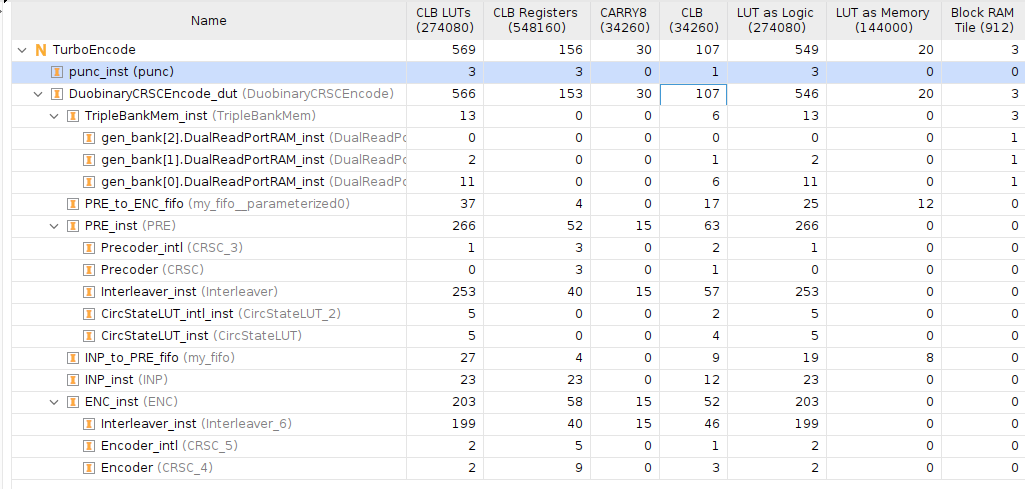 Name CLB LUTs (274080) CLB Registers (548160) CARRY8 (34260) CLB (34260) LUT as Logic (274080) LUT as Memory (144000) Block RAM Tile (912)
N TurboEncode 569 156 30 107 549 20 3
punc_inst (punc) 3 3 0 1 3 0 0
DuobinaryCRSCEncode_dut (DuobinaryCRSCEncode) 566 153 30 107 546 20 3
TripleBankMem_inst (TripleBankMem) 13 0 0 6 13 0 3
gen_bank[2].DualReadPortRAM_inst (DualReadPo 0 0 0 0 0 0 1
gen_bank[1].DualReadPortRAM_inst (DualReadPo 2 0 0 1 2 0 1
gen_bank[0].DualReadPortRAM_inst (DualReadPo 11 0 0 6 11 0 1
PRE_to_ENC_fifo (my_fifo__parameterized0) 37 4 0 17 25 12 0
PRE_inst (PRE) 266 52 15 63 266 0 0
Precoder_intl (CRSC_3) 1 3 0 2 1 0 0
Precoder (CRSC) 0 3 0 1 0 0 0
Interleaver_inst (Interleaver) 253 40 15 57 253 0 0
CircStateLUT_intl_inst (CircStateLUT_2) 5 0 0 2 5 0 0
CircStateLUT_inst (CircStateLUT) 5 0 0 4 5 0 0
INP_to_PRE_fifo (my_fifo) 27 4 0 9 19 8 0
INP_inst (INP) 23 23 0 12 23 0 0
ENC_inst (ENC) 203 58 15 52 203 0 0
Interleaver_inst (Interleaver_6) 199 40 15 46 199 0 0
Encoder_intl (CRSC_5) 2 5 0 1 2 0 0
Encoder (CRSC_4) 2 9 0 3 2 0 0